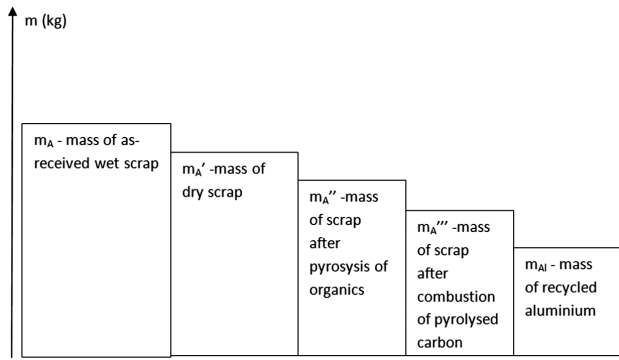 m (kg)
m_A - mass of as-
received wet scrap
m_A′ -mass of
dry scrap
m_A′′ -mass
of scrap
after
pyrosysis of
organics
m_A′′′ -mass
of scrap
after
combustion
of pyrolysed
carbon
m_Al - mass
of recycled
aluminium